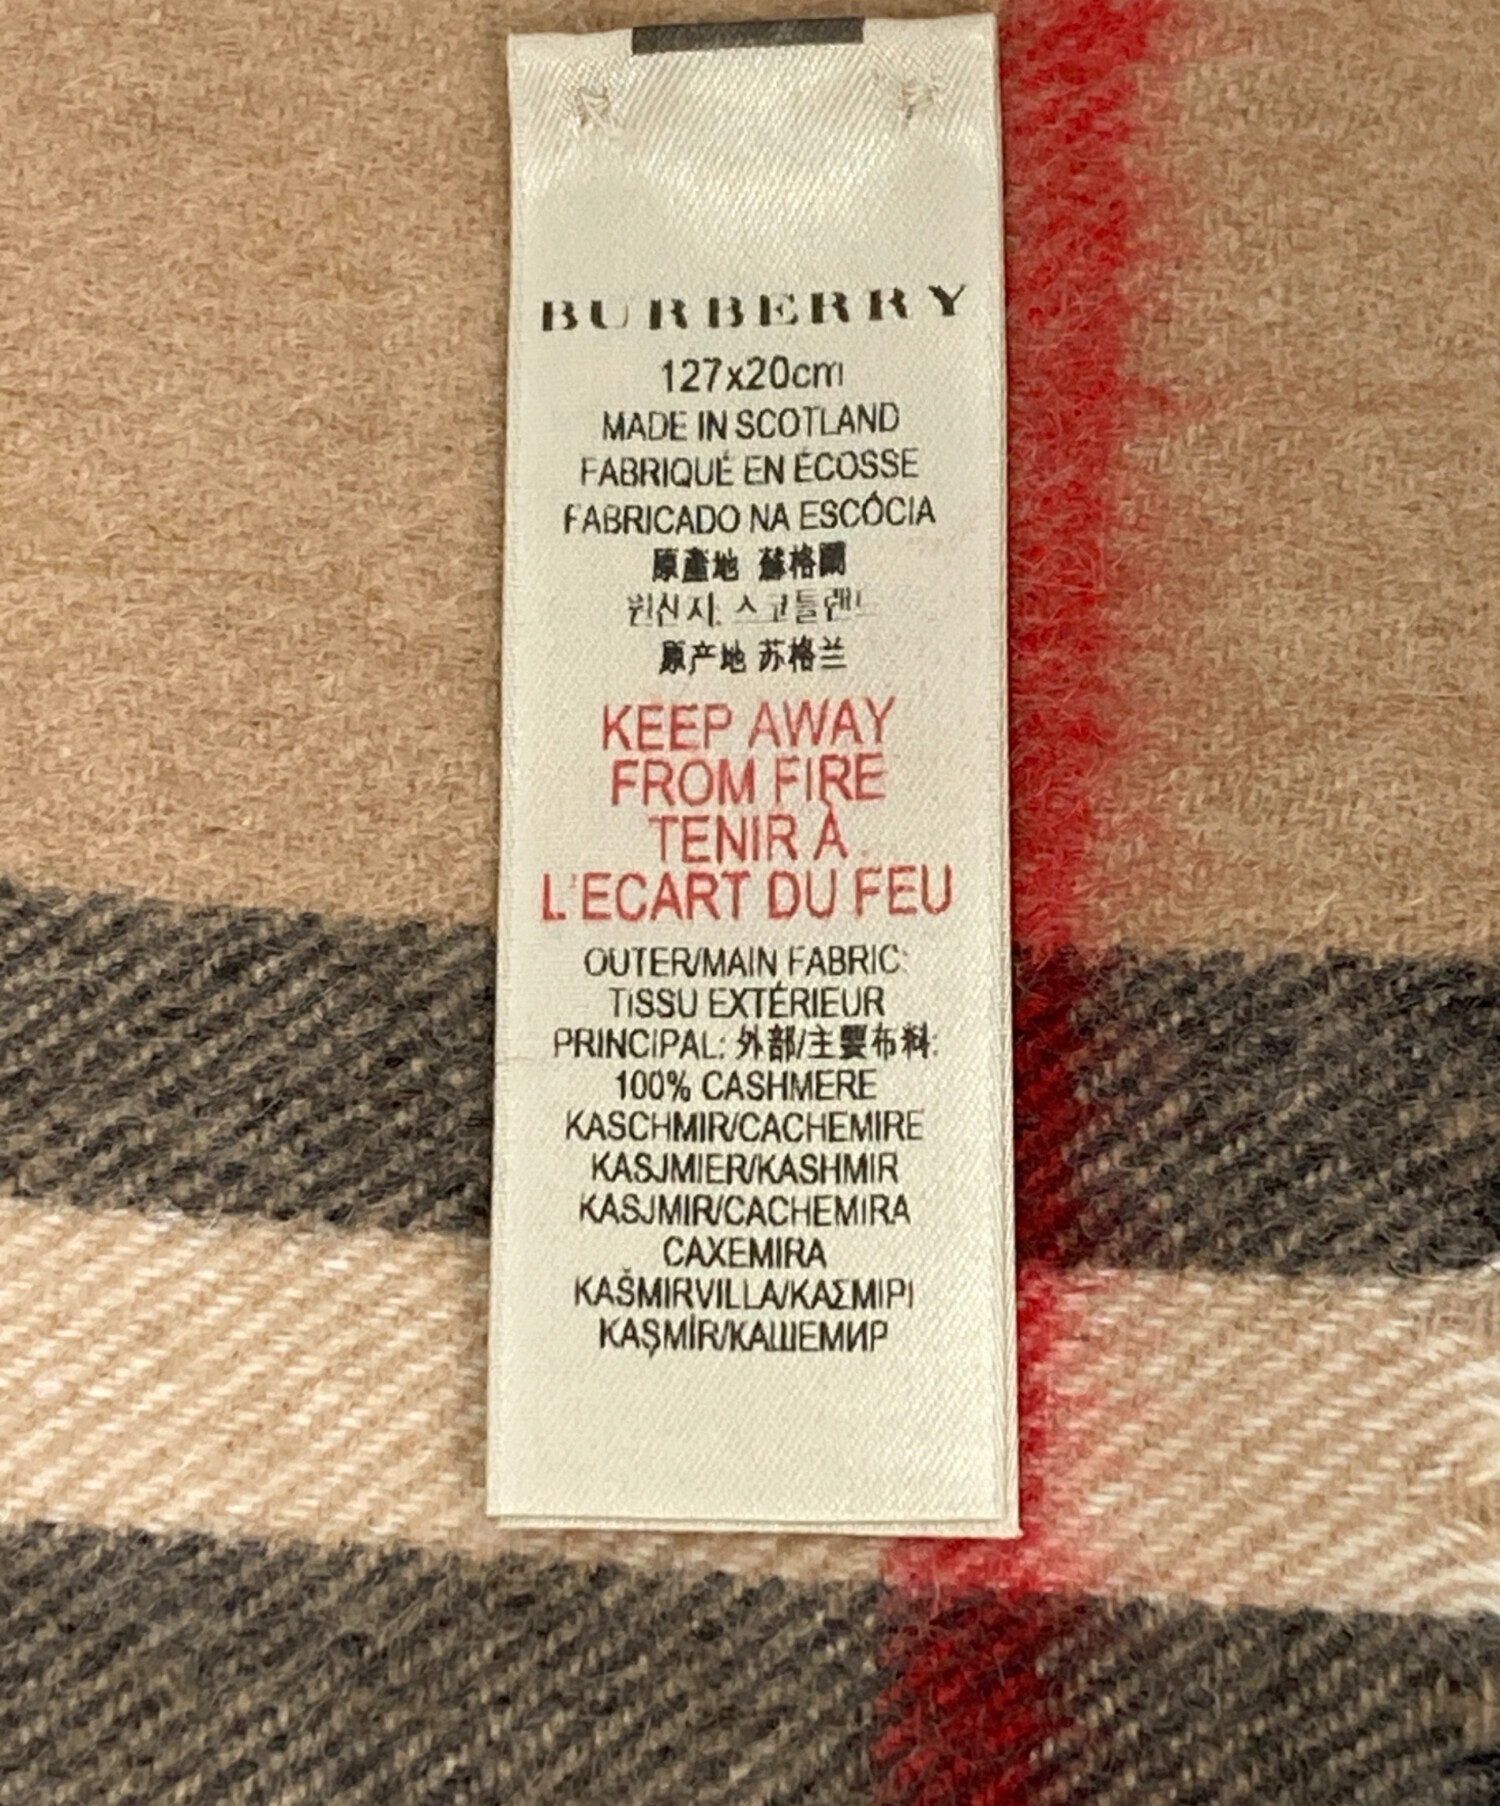 BURBERRY
127x20cm
MADE IN SCOTLAND
FABRIQUÉ EN ÉCOSSE
FABRICADO NA ESCÓCIA
原產地 蘇格蘭
원산지 스코틀랜드
原产地 苏格兰
KEEP AWAY
FROM FIRE
TENIR À
L'ECART DU FEU
OUTER/MAIN FABRIC:
TISSU EXTÉRIEUR
PRINCIPAL: 外部/主要布料:
100% CASHMERE
KASCHMIR/CACHEMIRE
KASJMIER/KASHMIR
KASJMIR/CACHEMIRA
CAXEMIRA
KAŠMIRVILLA/ΚΑΣΜΙΡΙ
KAŞMİR/КАШЕМИР